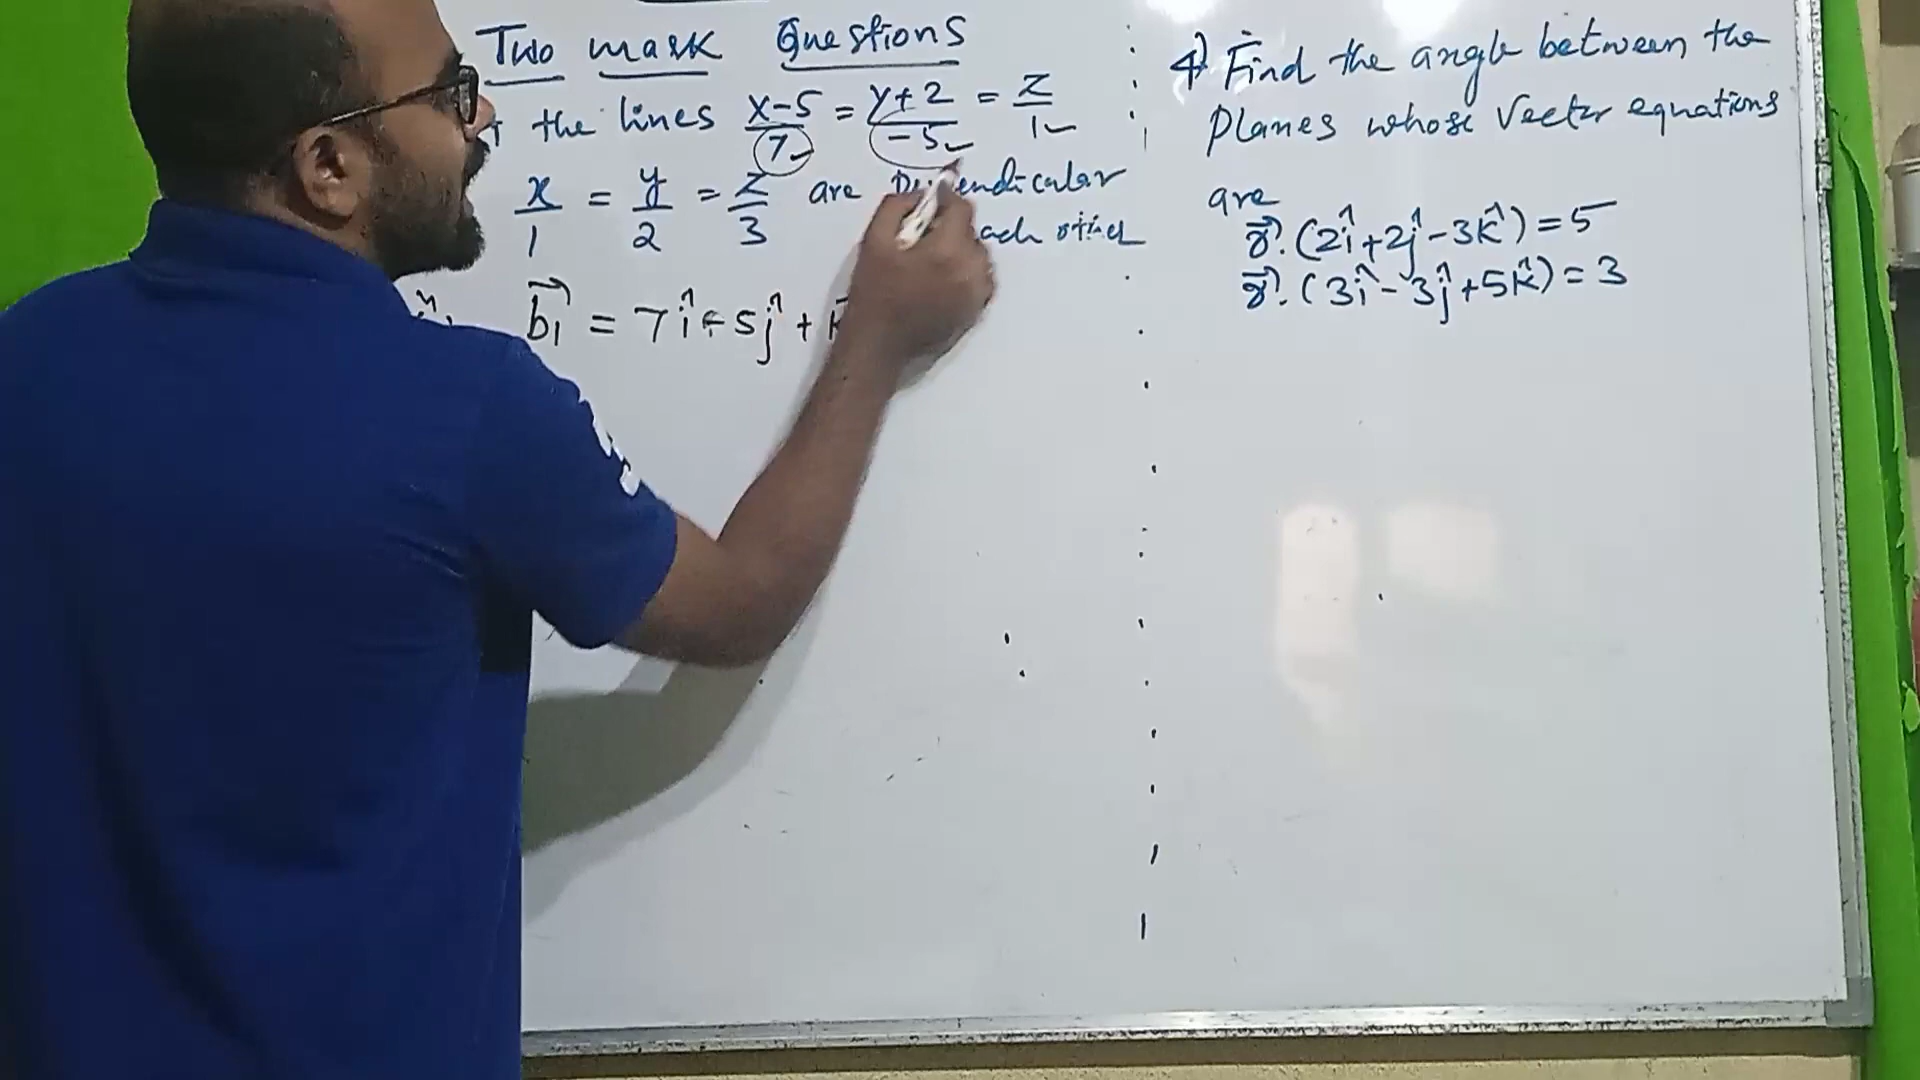 Two mark Questions
the lines x-5/7 = y+2/-5 = z/1
x/1 = y/2 = z/3 are
each other
b₁⃗ = 7î-5ĵ+
4) Find the angle between the
Planes whose Vector equations
are
r⃗.(2î+2ĵ-3k̂)=5
r⃗.(3î-3ĵ+5k̂)=3